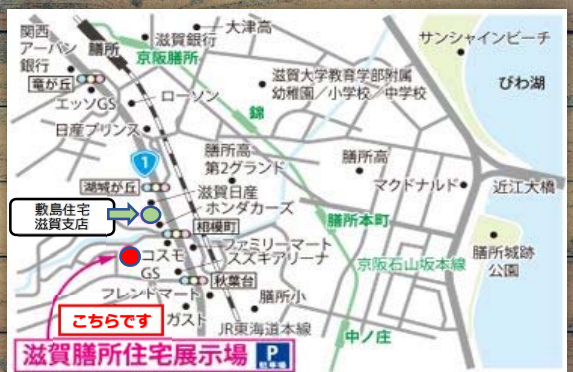 関西
アーバン
銀行
膳所
滋賀銀行
大津高
京阪膳所
サンシャインビーチ
びわ湖
竜が丘
エッソGS
ローソン
滋賀大学教育学部附属
幼稚園/小学校/中学校
日産プリンス
錦
1
膳所高
第2グランド
膳所高
マクドナルド
近江大橋
湖城が丘
滋賀日産
ホンダカーズ
敷島住宅
滋賀支店
相模町
膳所本町
ファミリーマート
スズキアリーナ
コスモ
GS
京阪石山坂本線
膳所城跡
公園
秋葉台
フレンドマート
膳所小
こちらです
ガスト
JR東海道本線
中ノ庄
滋賀膳所住宅展示場
P
駐車場